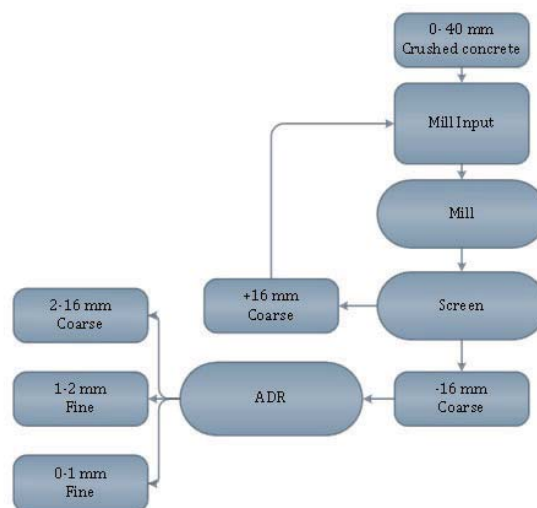 0- 40 mm
Crushed concrete
Mill Input
Mill
Screen
+16 mm
Coarse
-16 mm
Coarse
ADR
2-16 mm
Coarse
1-2 mm
Fine
0-1 mm
Fine